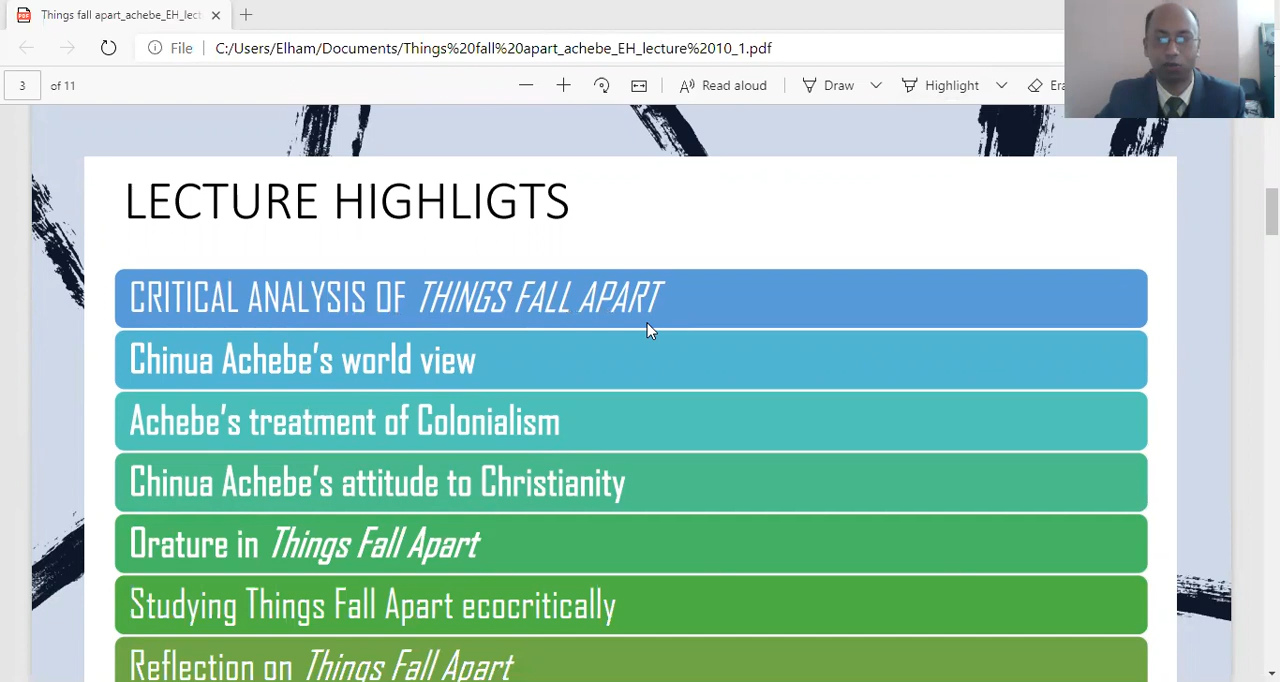 Things fall apart_achebe_EH_lect
File C:/Users/Elham/Documents/Things%20fall%20apart_achebe_EH_lecture%2010_1.pdf
3 of 11 Read aloud Draw Highlight Era
LECTURE HIGHLIGTS
CRITICAL ANALYSIS OF THINGS FALL APART
Chinua Achebe's world view
Achebe's treatment of Colonialism
Chinua Achebe's attitude to Christianity
Orature in Things Fall Apart
Studying Things Fall Apart ecocritically
Reflection on Things Fall Apart